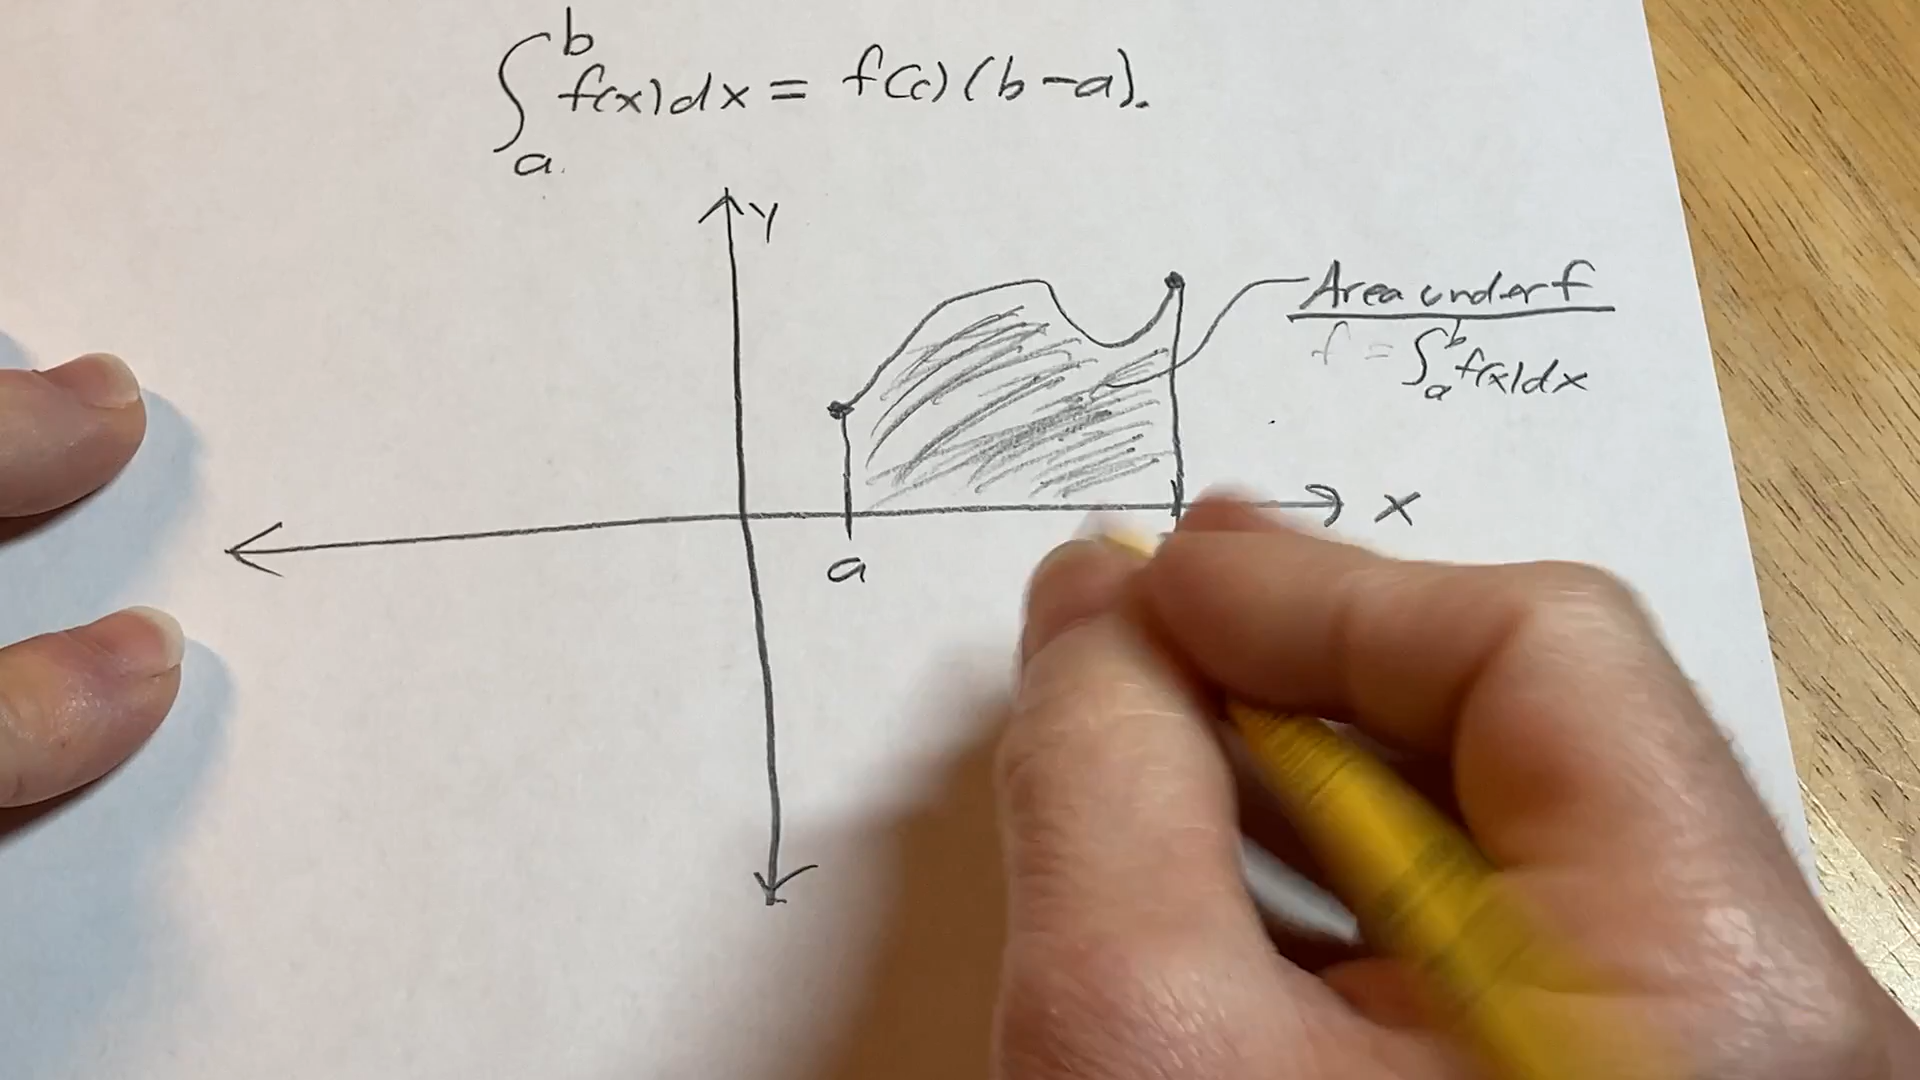 ∫_a^b f(x)dx = f(c)(b-a).
Y
Area under f
f = ∫_a^b f(x)dx
X
a